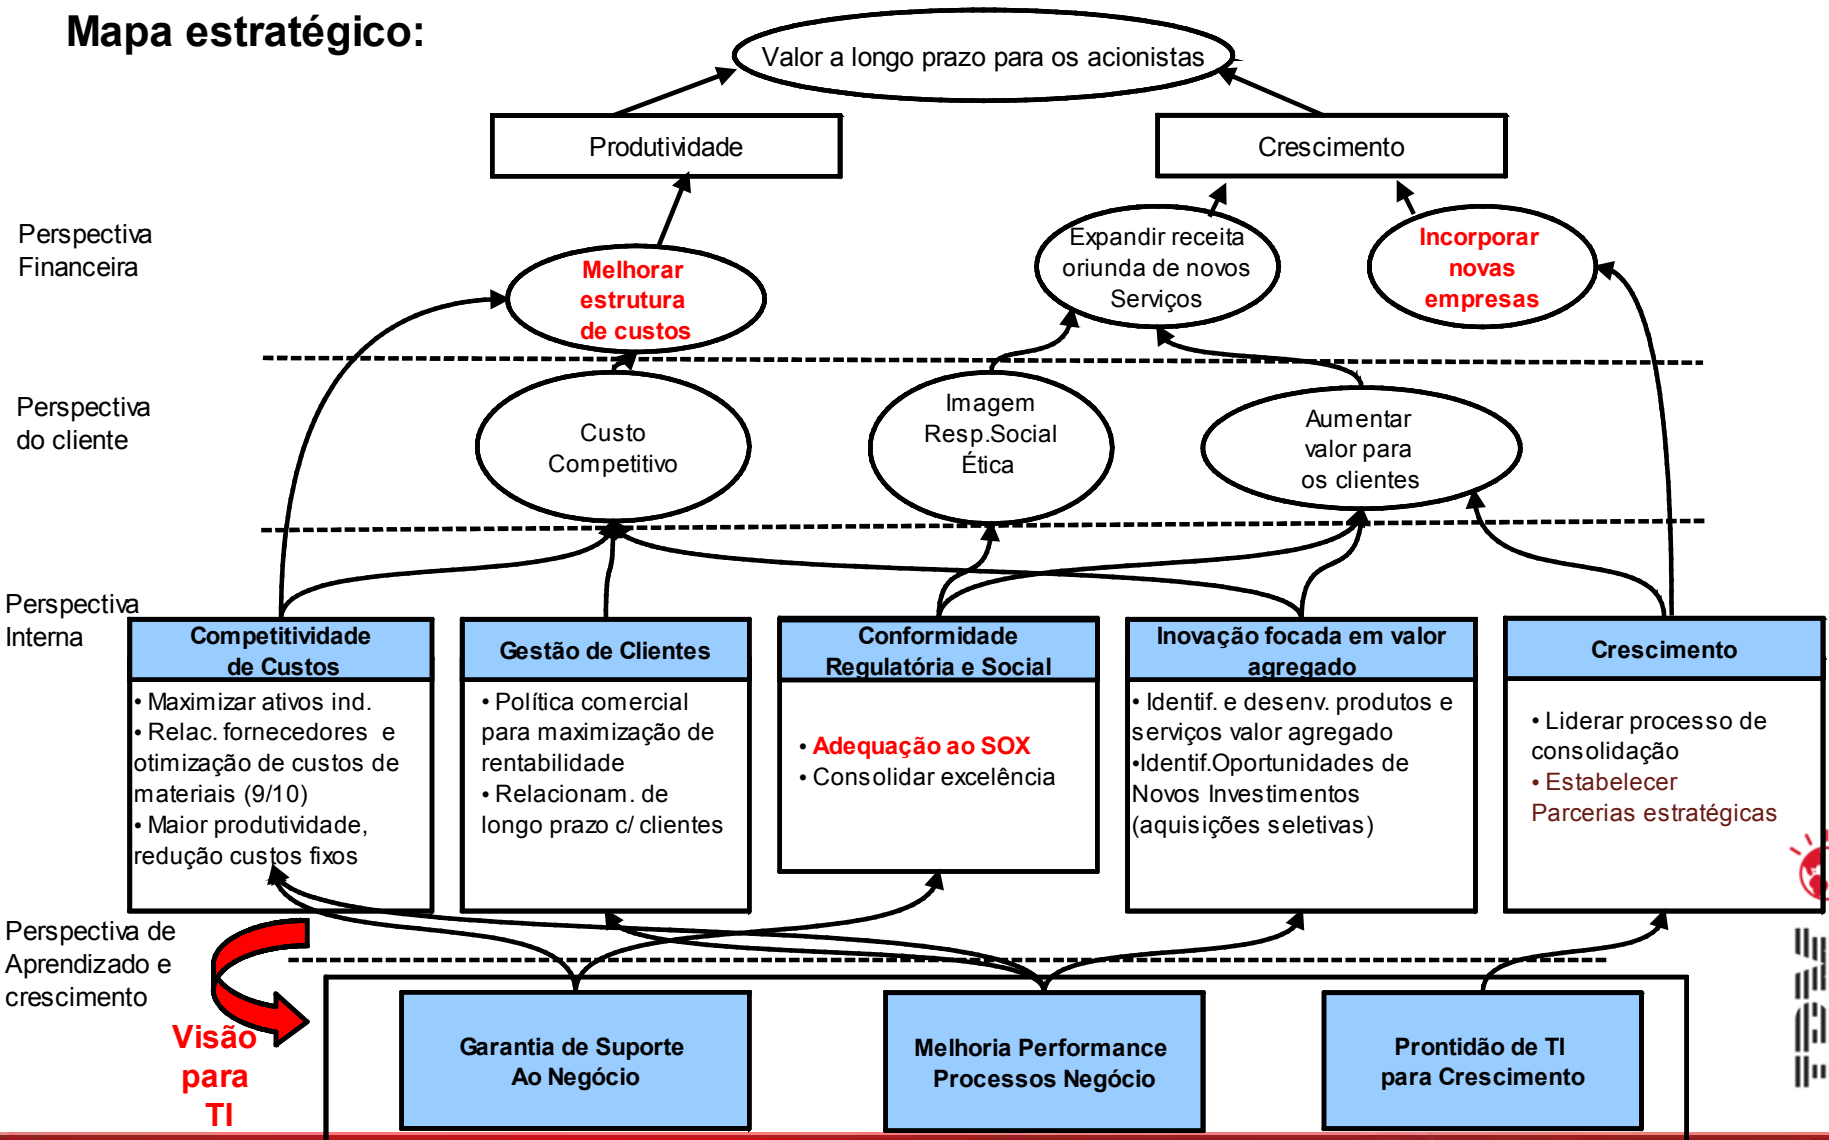 Mapa estratégico:
Valor a longo prazo para os acionistas
Produtividade
Crescimento
Perspectiva
Financeira
Melhorar
estrutura
de custos
Expandir receita
oriunda de novos
Serviços
Incorporar
novas
empresas
Perspectiva
do cliente
Custo
Competitivo
Imagem
Resp.Social
Ética
Aumentar
valor para
os clientes
Perspectiva
Interna
Competitividade
de Custos
• Maximizar ativos ind.
• Relac. fornecedores e
otimização de custos de
materiais (9/10)
• Maior produtividade,
redução custos fixos
Gestão de Clientes
• Política comercial
para maximização de
rentabilidade
• Relacionam. de
longo prazo c/ clientes
Conformidade
Regulatória e Social
• Adequação ao SOX
• Consolidar excelência
Inovação focada em valor
agregado
• Identif. e desenv. produtos e
serviços valor agregado
•Identif.Oportunidades de
Novos Investimentos
(aquisições seletivas)
Crescimento
• Liderar processo de
consolidação
• Estabelecer
Parcerias estratégicas
Perspectiva de
Aprendizado e
crescimento
Visão
para
TI
Garantia de Suporte
Ao Negócio
Melhoria Performance
Processos Negócio
Prontidão de TI
para Crescimento